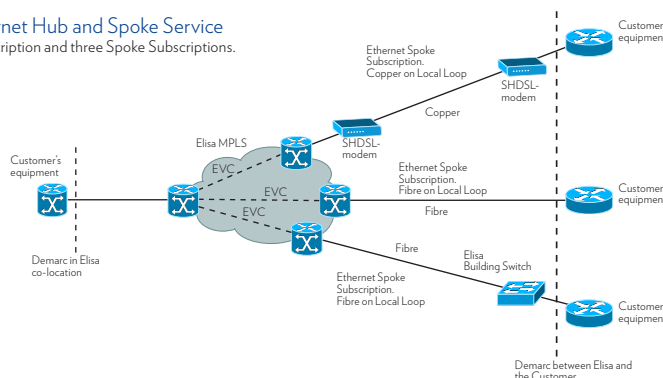 net Hub and Spoke Service
ription and three Spoke Subscriptions.
Ethernet Spoke
Subscription.
Copper on Local Loop
Customer
equipmen
SHDSL-
modem
Copper
Elisa MPLS
SHDSL-
modem
Customer's
equipment
EVC
EVC
EVC
Ethernet Spoke
Subscription.
Fibre on Local Loop
Fibre
Customer
equipmen
Demarc in Elisa
co-location
Fibre
Elisa
Building Switch
Ethernet Spoke
Subscription.
Fibre on Local Loop
Customer
equipmen
Demarc between Elisa and
the Customer